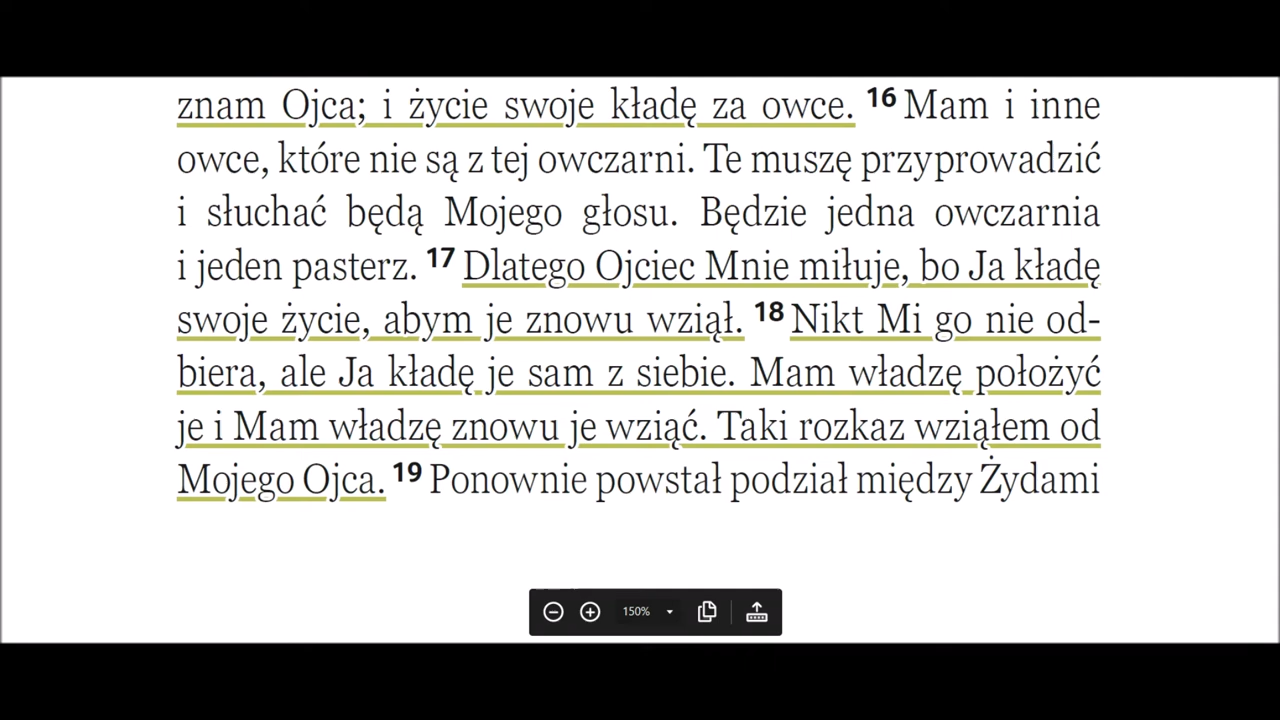 znam Ojca; i życie swoje kładę za owce. 16 Mam i inne
owce, które nie są z tej owczarni. Te muszę przyprowadzić
i słuchać będą Mojego głosu. Będzie jedna owczarnia
i jeden pasterz. 17 Dlatego Ojciec Mnie miłuje, bo Ja kładę
swoje życie, abym je znowu wziął. 18 Nikt Mi go nie od-
biera, ale Ja kładę je sam z siebie. Mam władzę położyć
je i Mam władzę znowu je wziąć. Taki rozkaz wziąłem od
Mojego Ojca. 19 Ponownie powstał podział między Żydami
150%